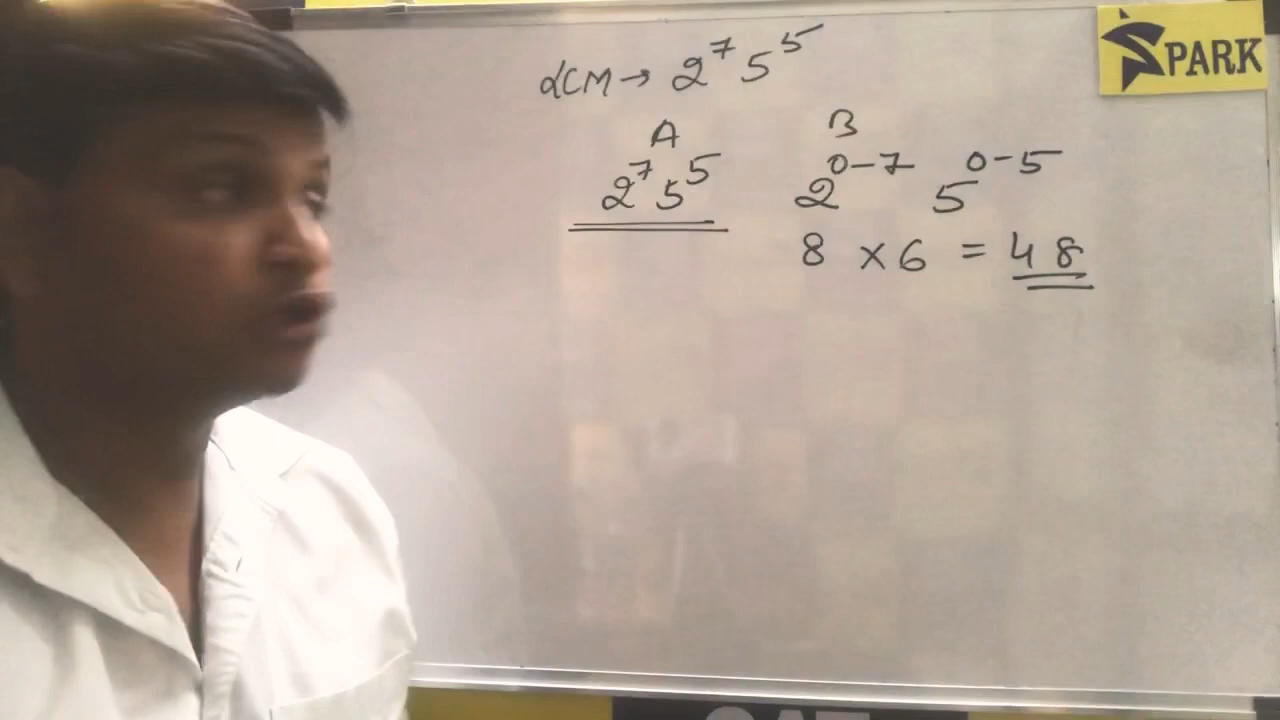 SPARK
LCM → 2⁷ 5⁵
A B
2⁷ 5⁵ 2⁰⁻⁷ 5⁰⁻⁵
8 × 6 = 48